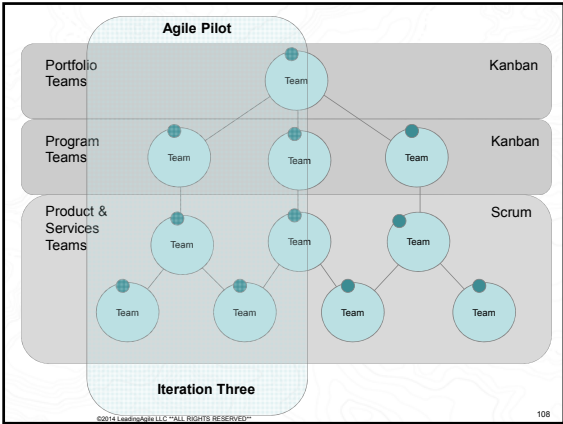 Agile Pilot
Portfolio
Teams
Kanban
Team
Program
Teams
Kanban
Team
Team
Team
Product &
Services
Teams
Scrum
Team
Team
Team
Team
Team
Team
Team
Iteration Three
©2014 LeadingAgile LLC **ALL RIGHTS RESERVED**
108